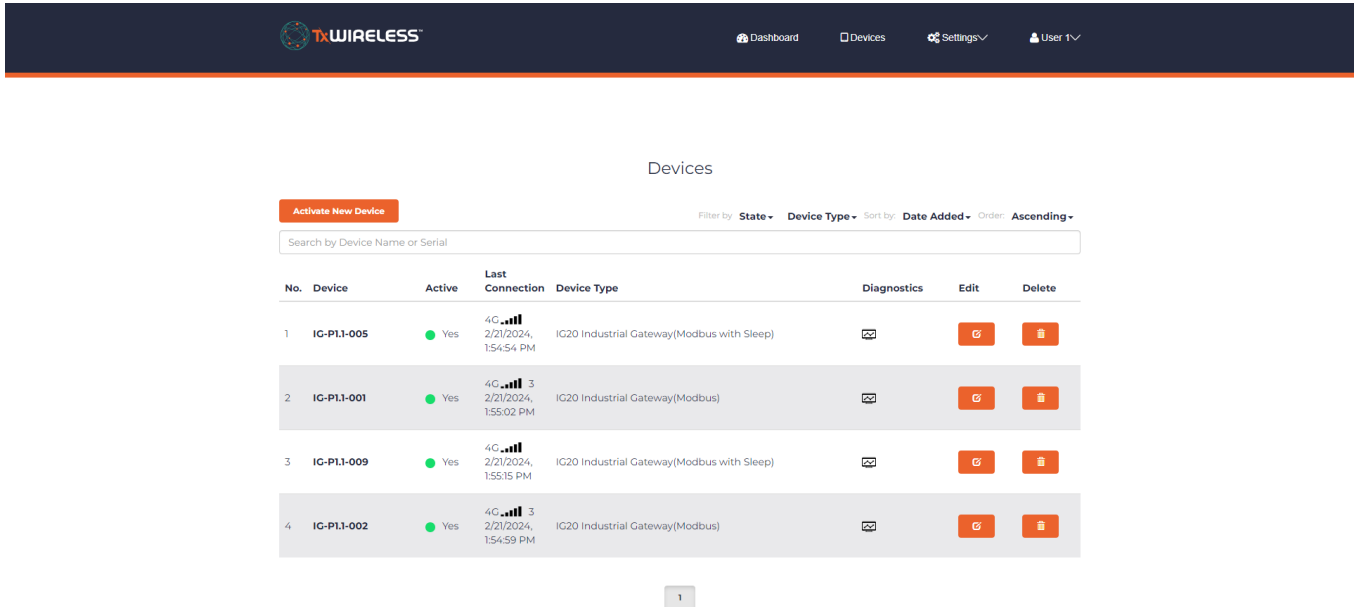 TxWIRELESS™
Dashboard Devices Settings User 1
Devices
Activate New Device
Filter by State Device Type Sort by: Date Added Order: Ascending
Search by Device Name or Serial
No. Device Active Last Connection Device Type Diagnostics Edit Delete
1 IG-P1.1-005 Yes 4G 2/21/2024, 1:54:54 PM IG20 Industrial Gateway(Modbus with Sleep)
2 IG-P1.1-001 Yes 4G 3 2/21/2024, 1:55:02 PM IG20 Industrial Gateway(Modbus)
3 IG-P1.1-009 Yes 4G 2/21/2024, 1:55:15 PM IG20 Industrial Gateway(Modbus with Sleep)
4 IG-P1.1-002 Yes 4G 3 2/21/2024, 1:54:59 PM IG20 Industrial Gateway(Modbus)
1